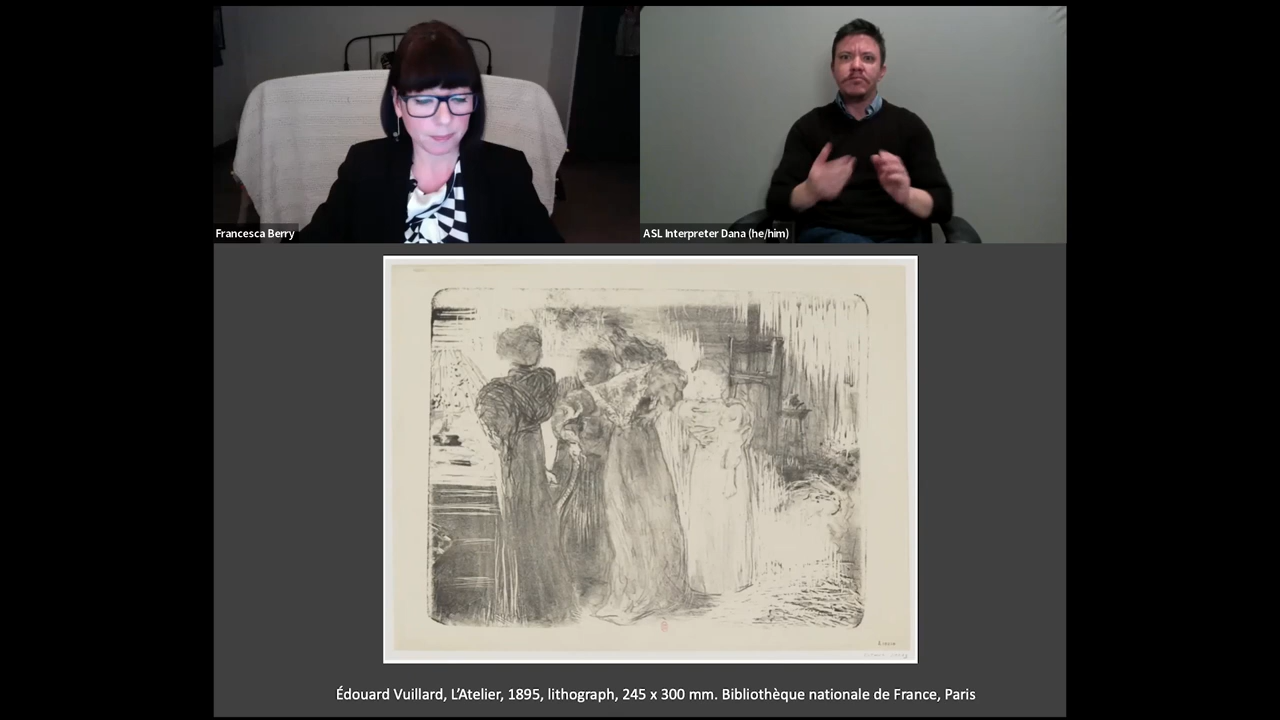 Francesca Berry
ASL Interpreter Dana (he/him)
Édouard Vuillard, L’Atelier, 1895, lithograph, 245 x 300 mm. Bibliothèque nationale de France, Paris